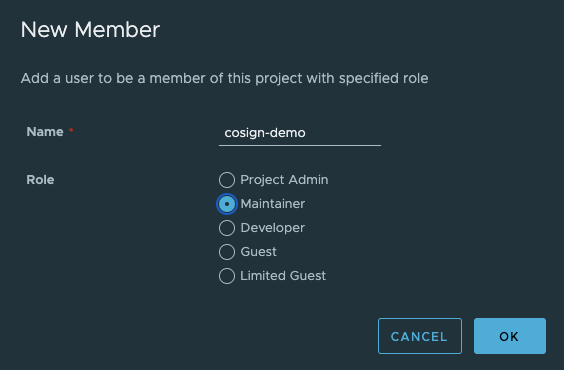 New Member
Add a user to be a member of this project with specified role
Name *
cosign-demo
Role
Project Admin
Maintainer
Developer
Guest
Limited Guest
CANCEL
OK